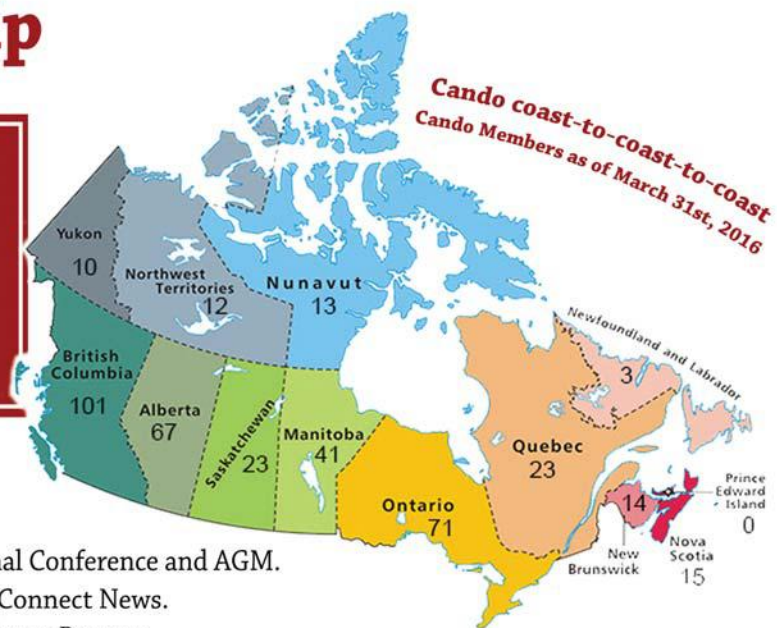 Cando coast-to-coast-to-coast
Cando Members as of March 31st, 2016
Yukon
10
Northwest
Territories
12
Nunavut
13
British
Columbia
101
Alberta
67
Saskatchewan
23
Manitoba
41
Ontario
71
Quebec
23
Newfoundland and Labrador
3
Prince
Edward
Island
0
14
New
Brunswick
Nova
Scotia
15
Conference and AGM.
Connect News.